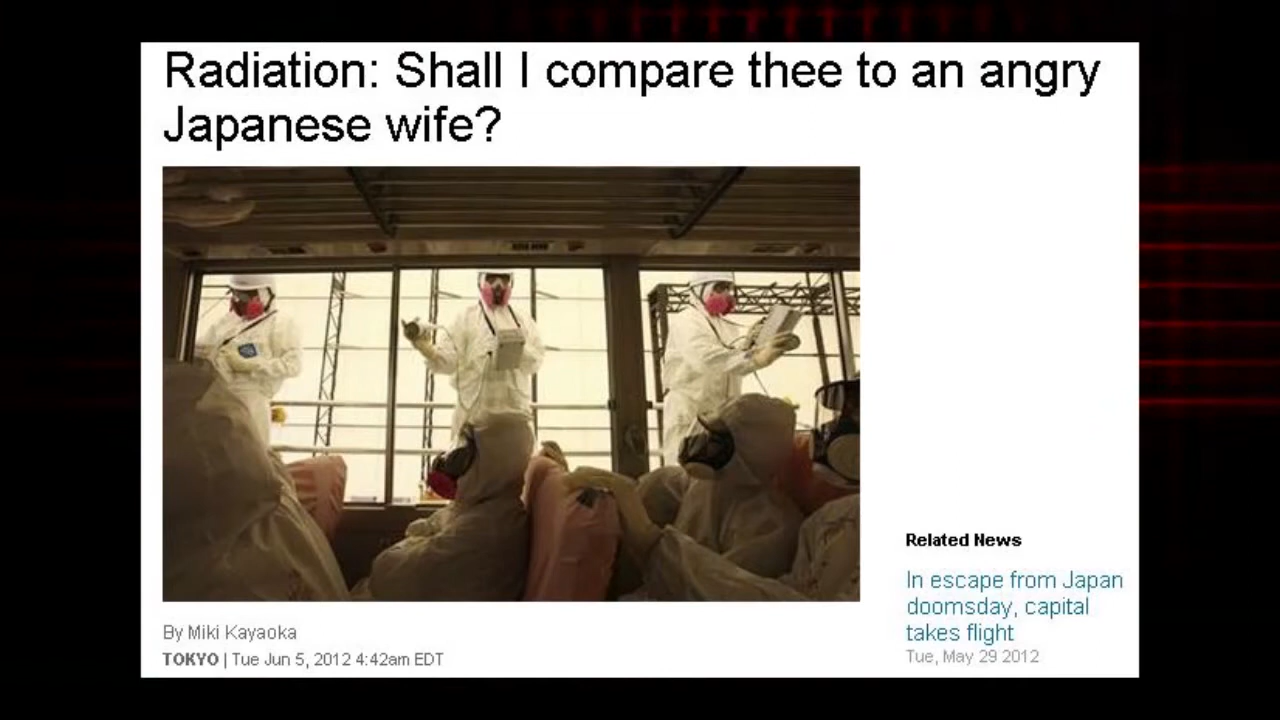 Radiation: Shall I compare thee to an angry
Japanese wife?
By Miki Kayaoka
TOKYO | Tue Jun 5, 2012 4:42am EDT
Related News
In escape from Japan
doomsday, capital
takes flight
Tue, May 29 2012